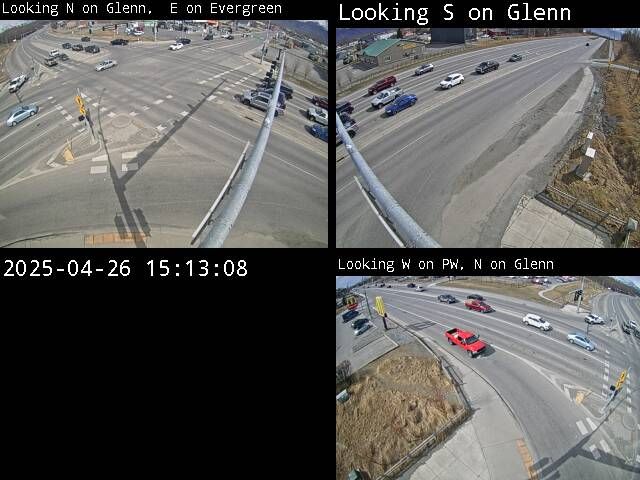 Looking N on Glenn,  E on Evergreen
Looking S on Glenn
2025-04-26 15:13:08
Looking W on PW, N on Glenn